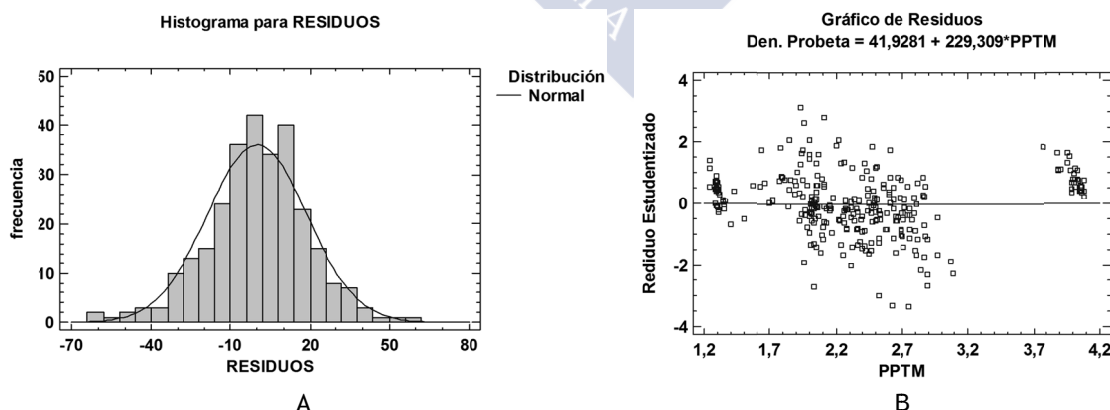 Histograma para RESIDUOS
50
40
30
20
10
0
frecuencia
-70 -40 -10 20 50 80
RESIDUOS
Distribución
Normal
A
Gráfico de Residuos
Den. Probeta = 41,9281 + 229,309*PPTM
4
2
0
-2
-4
Rediduo Estudentizado
1,2 1,7 2,2 2,7 3,2 3,7 4,2
PPTM
B